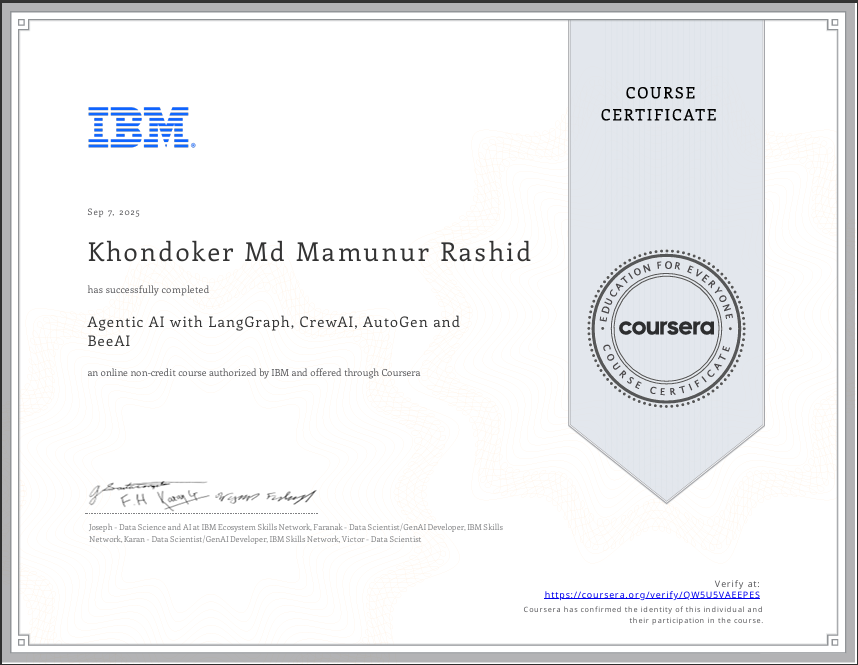 COURSE
CERTIFICATE
IBM®
Sep 7, 2025
Khondoker Md Mamunur Rashid
has successfully completed
Agentic AI with LangGraph, CrewAI, AutoGen and
BeeAI
an online non-credit course authorized by IBM and offered through Coursera
EDUCATION FOR EVERYONE
coursera
COURSE CERTIFICATE
Joseph - Data Science and AI at IBM Ecosystem Skills Network, Faranak - Data Scientist/GenAI Developer, IBM Skills
Network, Karan - Data Scientist/GenAI Developer, IBM Skills Network, Victor - Data Scientist
Verify at:
https://coursera.org/verify/QW5U5VAEEPES
Coursera has confirmed the identity of this individual and
their participation in the course.